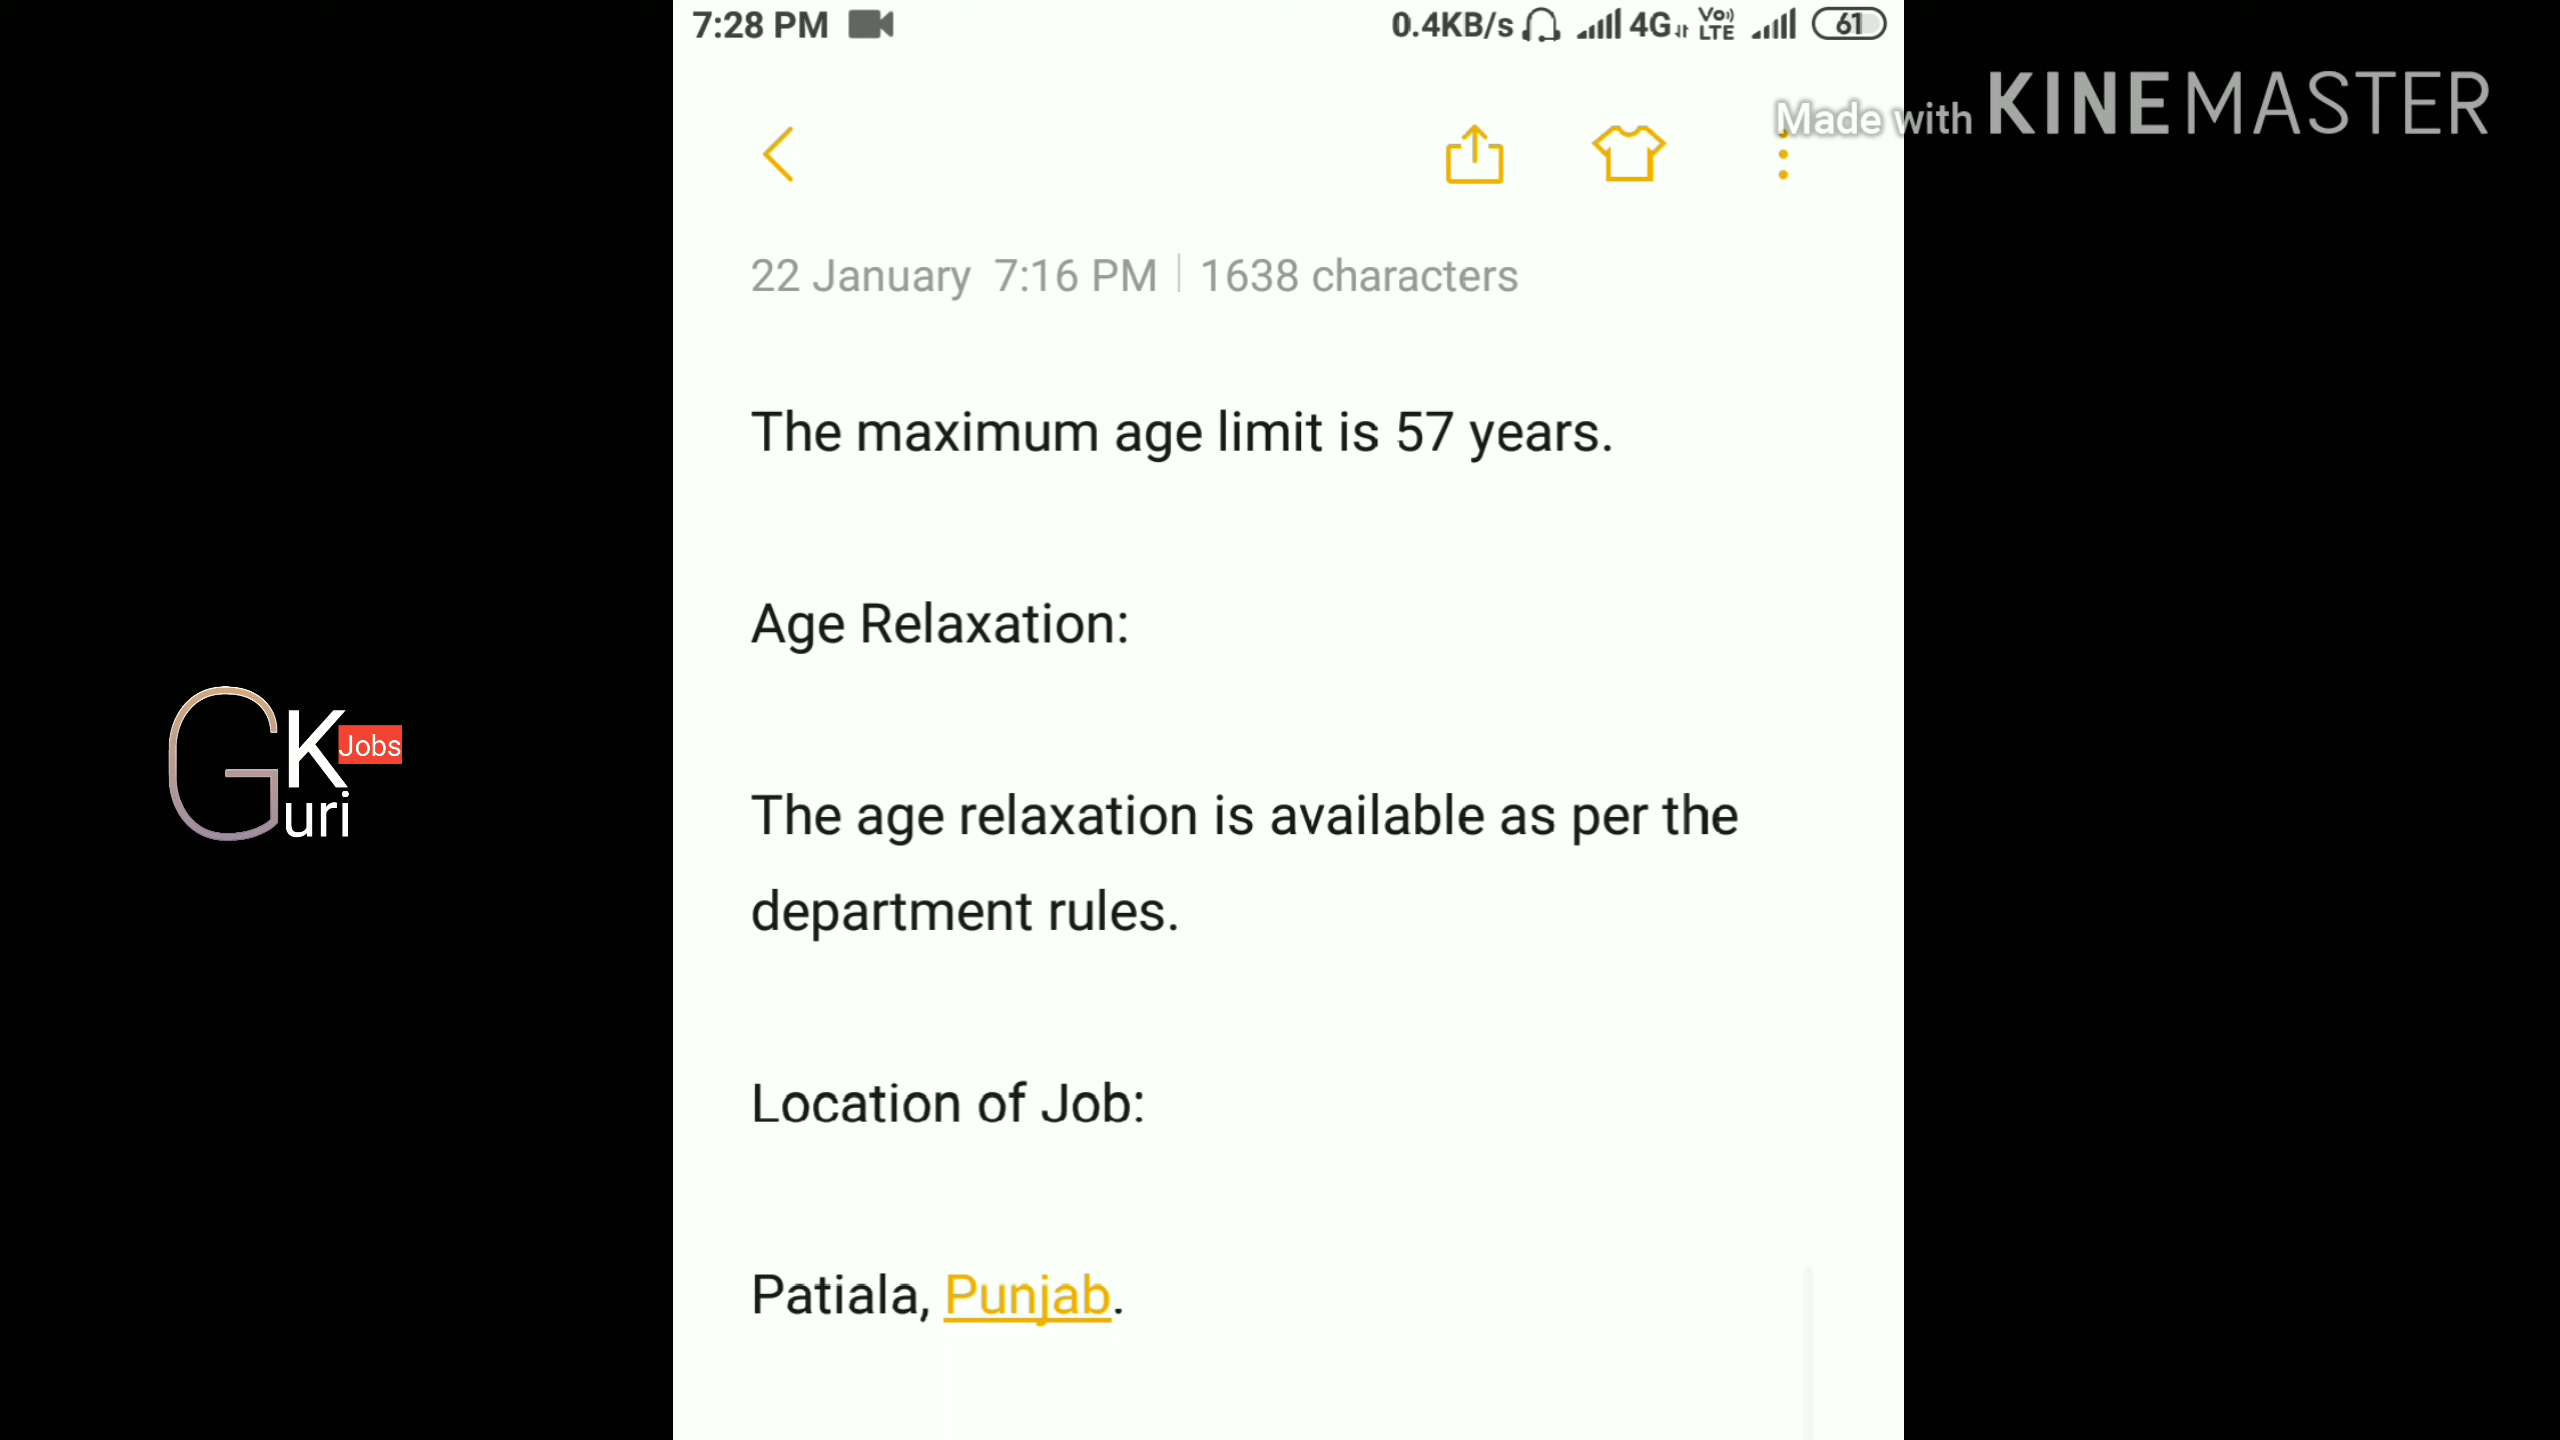 7:28 PM 0.4KB/s 4G Vo) LTE 61
Made with KINEMASTER
22 January 7:16 PM | 1638 characters
The maximum age limit is 57 years.
Age Relaxation:
GK Jobs
uri
The age relaxation is available as per the
department rules.
Location of Job:
Patiala, Punjab.